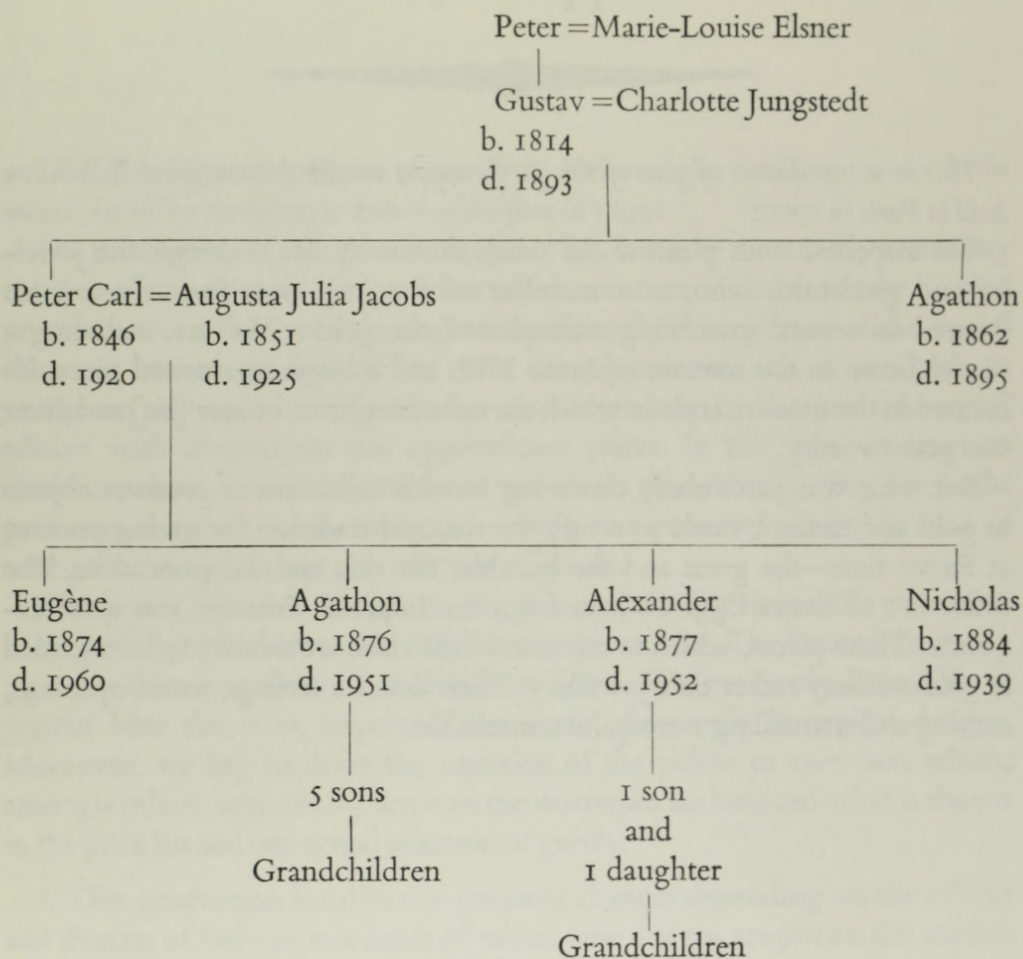 Peter = Marie-Louise Elsner
Gustav = Charlotte Jungstedt
b. 1814
d. 1893
Peter Carl = Augusta Julia Jacobs
b. 1846 b. 1851
d. 1920 d. 1925
Agathon
b. 1862
d. 1895
Eugène
b. 1874
d. 1960
Agathon
b. 1876
d. 1951
5 sons
Grandchildren
Alexander
b. 1877
d. 1952
1 son
and
1 daughter
Grandchildren
Nicholas
b. 1884
d. 1939